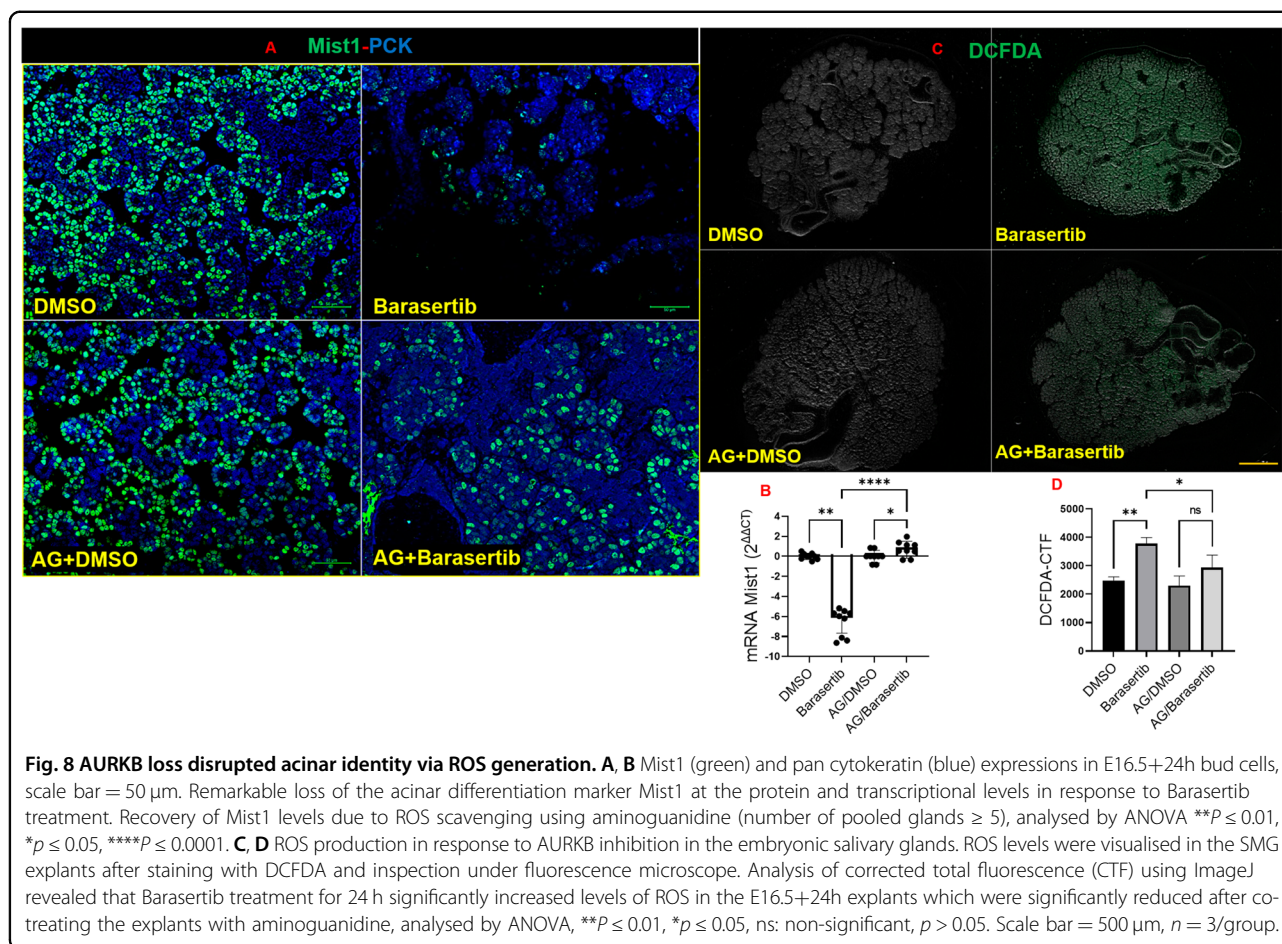 A Mist1-PCK
C DCFDA
DMSO
Barasertib
DMSO
Barasertib
AG+DMSO
AG+Barasertib
AG+DMSO
AG+Barasertib
B
****
**
*
4
2
0
-2
-4
-6
-8
-10
mRNA Mist1 (2^ΔΔCT)
DMSO
Barasertib
AG/DMSO
AG/Barasertib
D
*
**
ns
5000
4000
3000
2000
1000
0
DCFDA-CTF
DMSO
Barasertib
AG/DMSO
AG/Barasertib
Fig. 8 AURKB loss disrupted acinar identity via ROS generation. A, B Mist1 (green) and pan cytokeratin (blue) expressions in E16.5+24h bud cells,
scale bar = 50 μm. Remarkable loss of the acinar differentiation marker Mist1 at the protein and transcriptional levels in response to Barasertib
treatment. Recovery of Mist1 levels due to ROS scavenging using aminoguanidine (number of pooled glands ≥ 5), analysed by ANOVA **P ≤ 0.01,
*p ≤ 0.05, ****P ≤ 0.0001. C, D ROS production in response to AURKB inhibition in the embryonic salivary glands. ROS levels were visualised in the SMG
explants after staining with DCFDA and inspection under fluorescence microscope. Analysis of corrected total fluorescence (CTF) using ImageJ
revealed that Barasertib treatment for 24 h significantly increased levels of ROS in the E16.5+24h explants which were significantly reduced after co-
treating the explants with aminoguanidine, analysed by ANOVA, **P ≤ 0.01, *p ≤ 0.05, ns: non-significant, p > 0.05. Scale bar = 500 μm, n = 3/group.